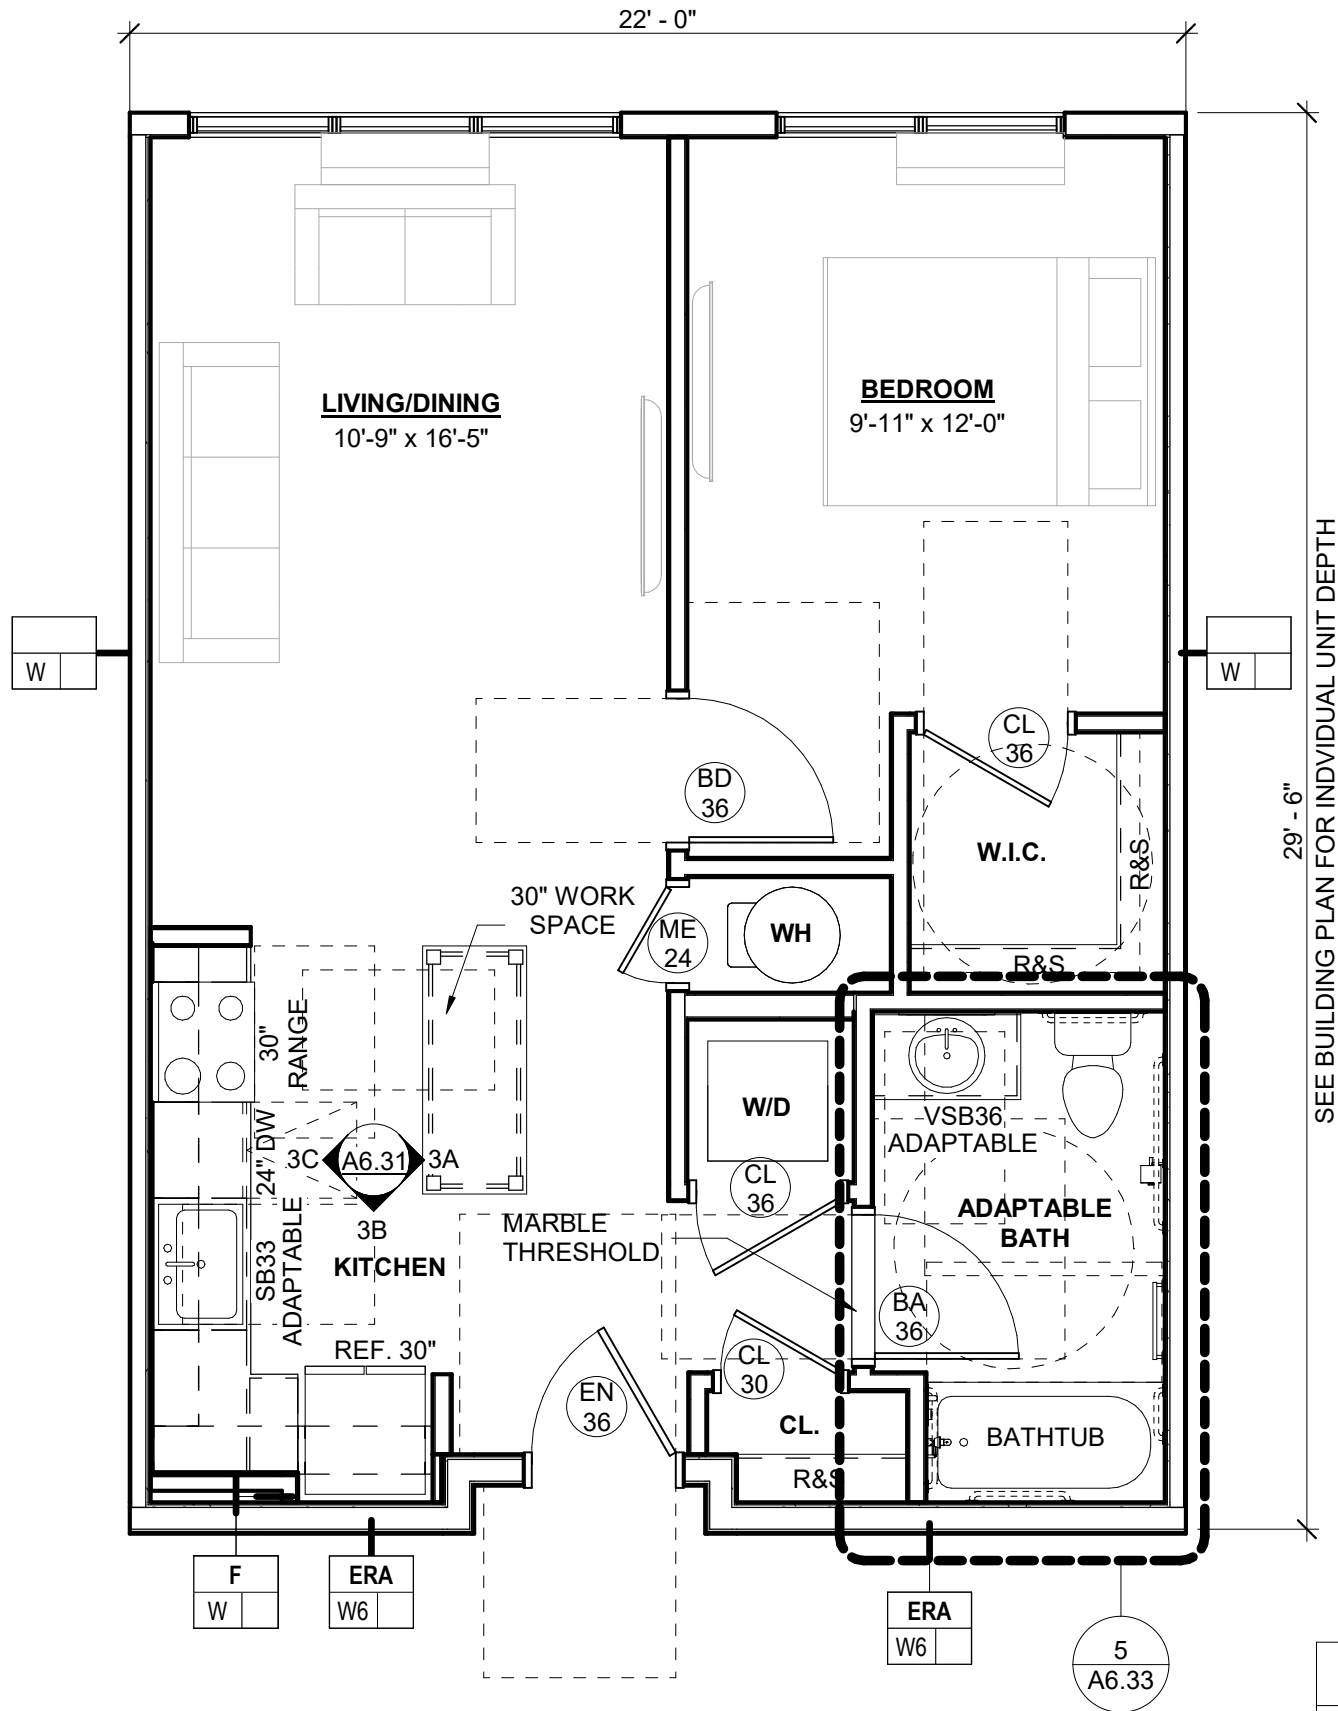 22' - 0"
LIVING/DINING
10'-9" x 16'-5"
BEDROOM
9'-11" x 12'-0"
SEE BUILDING PLAN FOR INDVIDUAL UNIT DEPTH
29' - 6"
W
W
CL
36
BD
36
W.I.C.
R&S
R&S
30" WORK
SPACE
ME
24
WH
30"
RANGE
24" DW
3C
A6.31
3A
3B
SB33
ADAPTABLE
KITCHEN
REF. 30"
W/D
CL
36
VSB36
ADAPTABLE
ADAPTABLE
BATH
MARBLE
THRESHOLD
BA
36
CL
30
EN
36
CL.
R&S
BATHTUB
F
W
ERA
W6
ERA
W6
5
A6.33